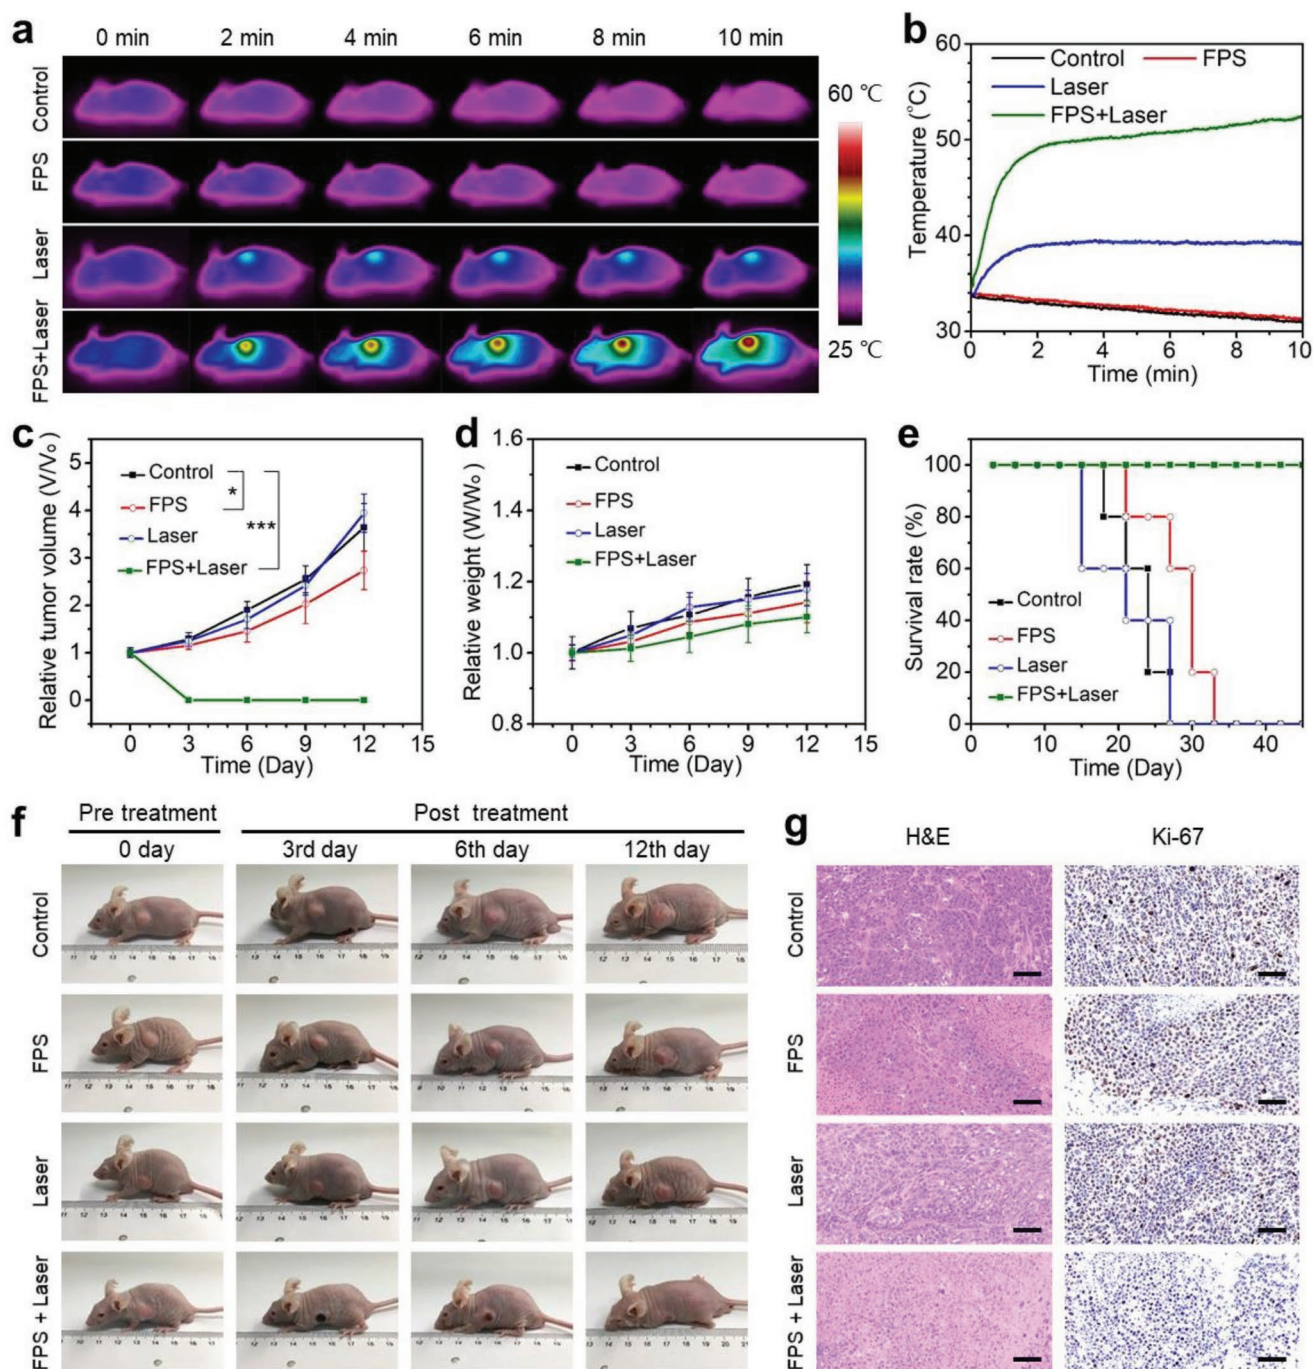 a
0 min 2 min 4 min 6 min 8 min 10 min
Control
FPS
Laser
FPS+Laser
60 ℃
25 ℃
b
60
50
40
30
Temperature (°C)
Control FPS
Laser
FPS+Laser
0 2 4 6 8 10
Time (min)
c
Relative tumor volume (V/V₀)
5
4
3
2
1
0
Control
FPS
Laser
FPS+Laser
*
***
0 3 6 9 12 15
Time (Day)
d
Relative weight (W/W₀)
1.6
1.4
1.2
1.0
0.8
Control
FPS
Laser
FPS+Laser
0 3 6 9 12 15
Time (Day)
e
Survival rate (%)
100
80
60
40
20
0
Control
FPS
Laser
FPS+Laser
0 10 20 30 40
Time (Day)
f
Pre treatment Post treatment
0 day 3rd day 6th day 12th day
Control
FPS
Laser
FPS + Laser
g
H&E Ki-67
Control
FPS
Laser
FPS + Laser